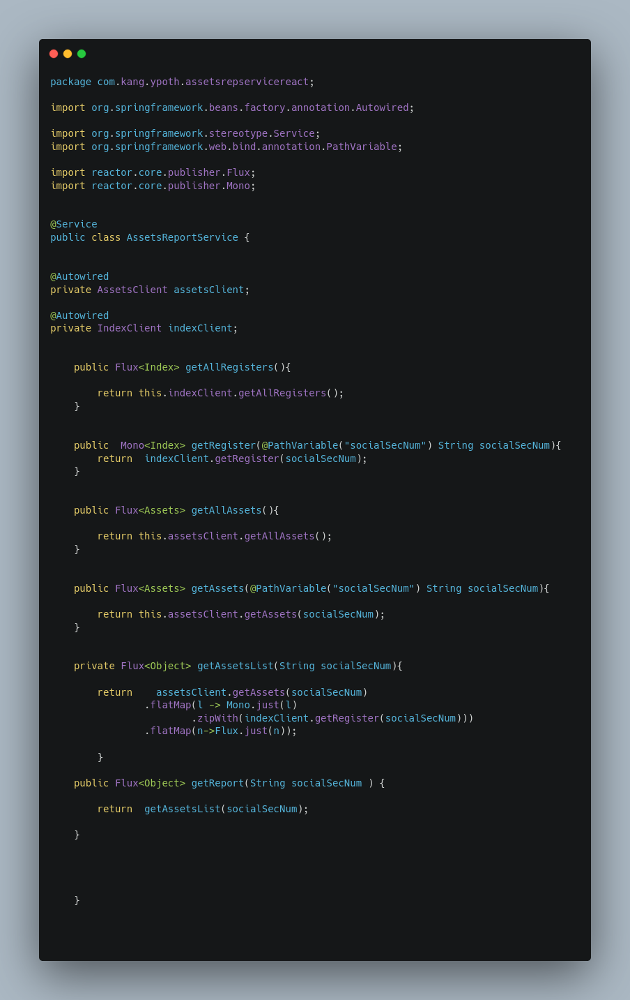 package com.kang.ypoth.assetsrepservicereact;
import org.springframework.beans.factory.annotation.Autowired;
import org.springframework.stereotype.Service;
import org.springframework.web.bind.annotation.PathVariable;
import reactor.core.publisher.Flux;
import reactor.core.publisher.Mono;
@Service
public class AssetsReportService {
@Autowired
private AssetsClient assetsClient;
@Autowired
private IndexClient indexClient;
public Flux<Index> getAllRegisters(){
return this.indexClient.getAllRegisters();
}
public  Mono<Index> getRegister(@PathVariable("socialSecNum") String socialSecNum){
return  indexClient.getRegister(socialSecNum);
}
public Flux<Assets> getAllAssets(){
return this.assetsClient.getAllAssets();
}
public Flux<Assets> getAssets(@PathVariable("socialSecNum") String socialSecNum){
return this.assetsClient.getAssets(socialSecNum);
}
private Flux<Object> getAssetsList(String socialSecNum){
return    assetsClient.getAssets(socialSecNum)
.flatMap(l -> Mono.just(l)
.zipWith(indexClient.getRegister(socialSecNum)))
.flatMap(n->Flux.just(n));
}
public Flux<Object> getReport(String socialSecNum ) {
return  getAssetsList(socialSecNum);
}
}